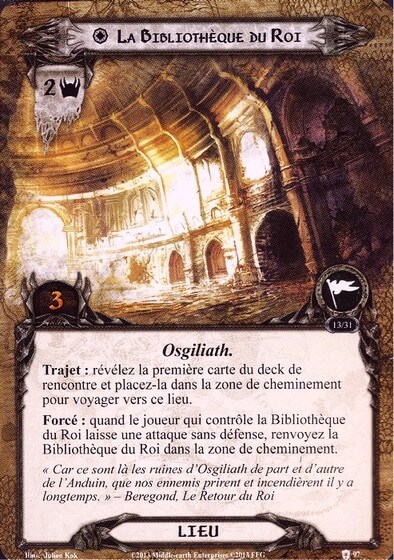 La Bibliothèque du Roi
2
3
13/31
Osgiliath.
Trajet : révélez la première carte du deck de
rencontre et placez-la dans la zone de cheminement
pour voyager vers ce lieu.
Forcé : quand le joueur qui contrôle la Bibliothèque
du Roi laisse une attaque sans défense, renvoyez la
Bibliothèque du Roi dans la zone de cheminement.
« Car ce sont là les ruines d'Osgiliath de part et d'autre
de l'Anduin, que nos ennemis prirent et incendièrent il y a
longtemps. » – Beregond, Le Retour du Roi
LIEU
Illus. Julien Kok ©2013 Middle-earth Enterprises ©2013 FFG 97